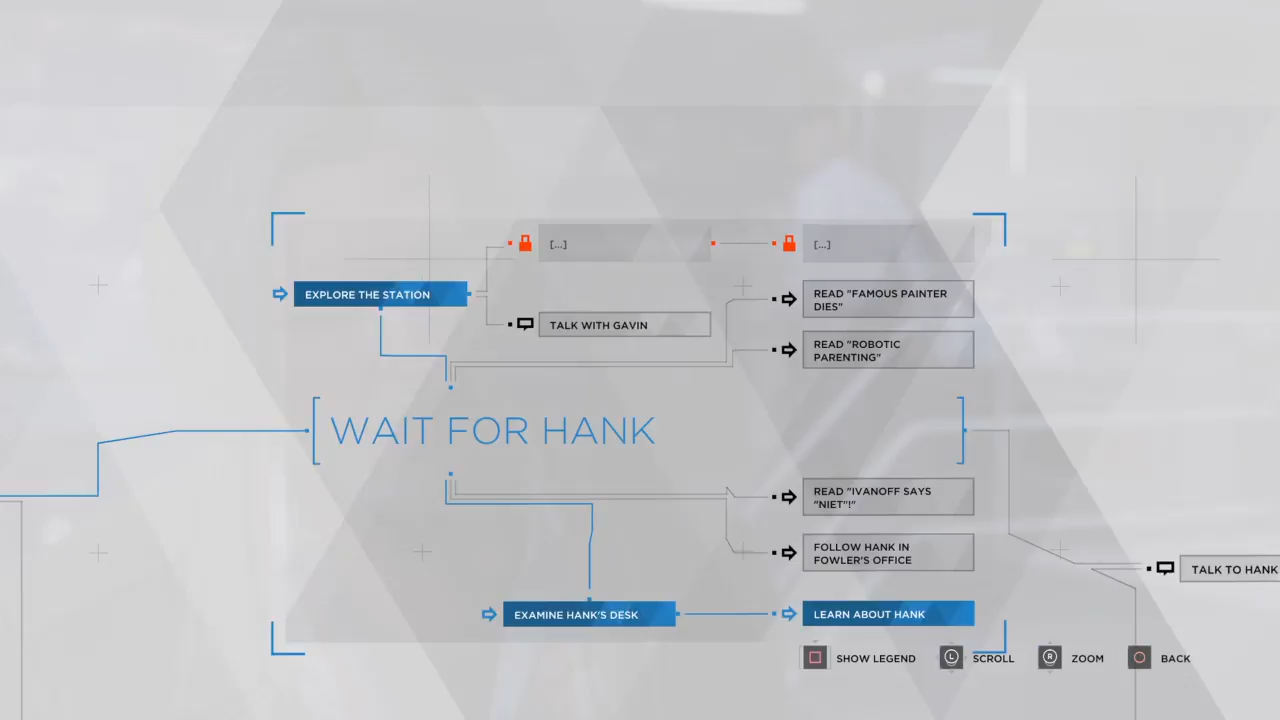 [...]
[...]
EXPLORE THE STATION
READ "FAMOUS PAINTER
DIES"
TALK WITH GAVIN
READ "ROBOTIC
PARENTING"
WAIT FOR HANK
READ "IVANOFF SAYS
"NIET"!"
FOLLOW HANK IN
FOWLER'S OFFICE
TALK TO HANK
EXAMINE HANK'S DESK
LEARN ABOUT HANK
SHOW LEGEND
L
SCROLL
R
ZOOM
BACK